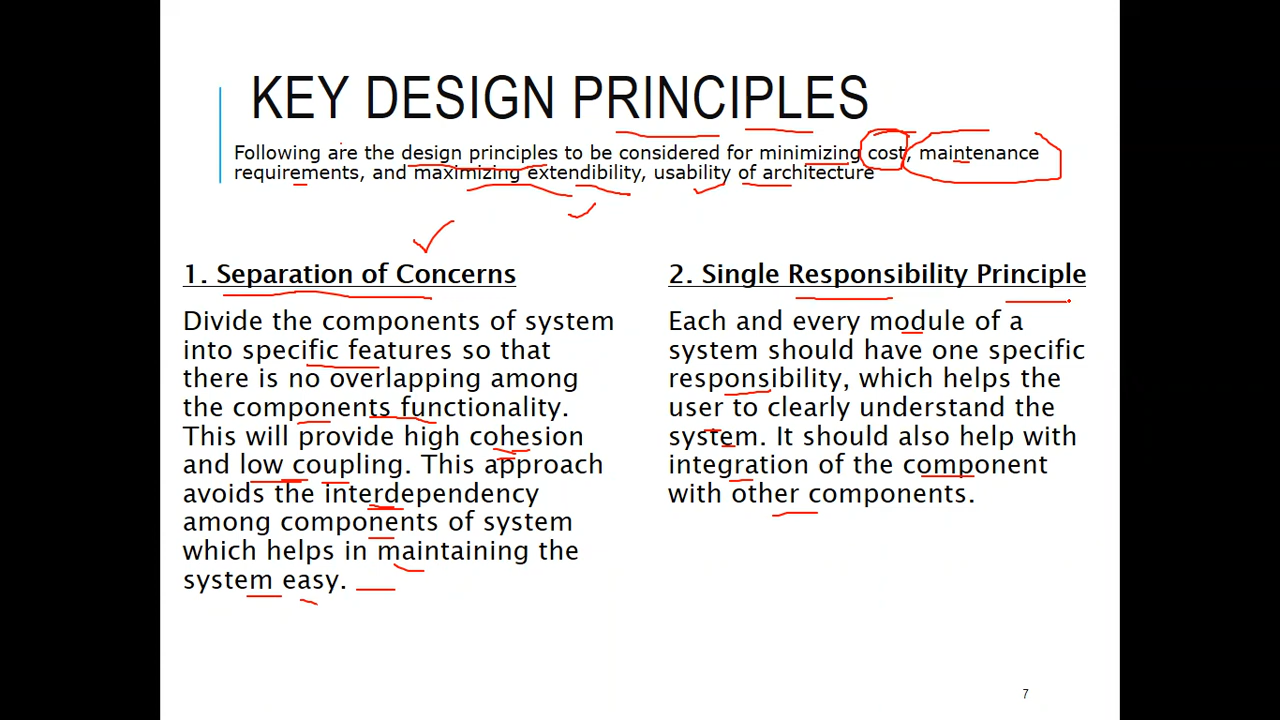 KEY DESIGN PRINCIPLES
Following are the design principles to be considered for minimizing cost, maintenance
requirements, and maximizing extendibility, usability of architecture
1. Separation of Concerns
Divide the components of system
into specific features so that
there is no overlapping among
the components functionality.
This will provide high cohesion
and low coupling. This approach
avoids the interdependency
among components of system
which helps in maintaining the
system easy.
2. Single Responsibility Principle
Each and every module of a
system should have one specific
responsibility, which helps the
user to clearly understand the
system. It should also help with
integration of the component
with other components.
7